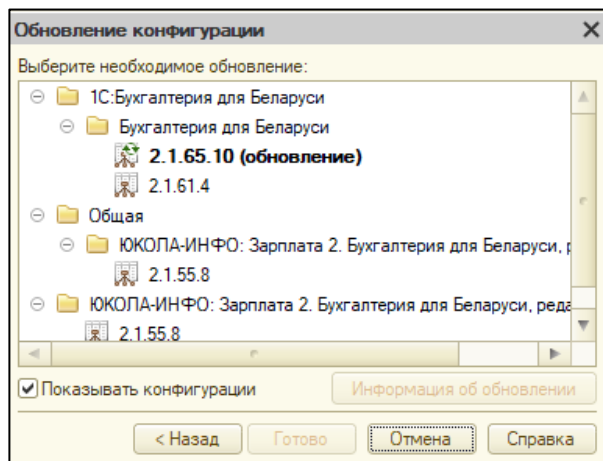 Обновление конфигурации
Выберите необходимое обновление:
1С:Бухгалтерия для Беларуси
Бухгалтерия для Беларуси
2.1.65.10 (обновление)
2.1.61.4
Общая
ЮКОЛА-ИНФО: Зарплата 2. Бухгалтерия для Беларуси,
2.1.55.8
ЮКОЛА-ИНФО: Зарплата 2. Бухгалтерия для Беларуси, реда
2.1.55.8
Показывать конфигурации
Информация об обновлении
< Назад
Готово
Отмена
Справка